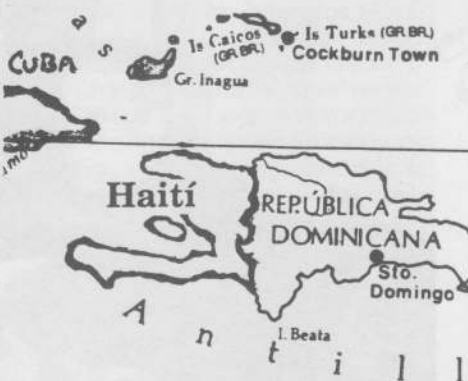 a s
Is Caicos
(GR.BR.)
Is Turks (GR.BR.)
Cockburn Town
CUBA
Gr. Inagua
Haití
REPÚBLICA
DOMINICANA
Sto.
Domingo
I. Beata
A n t i l l